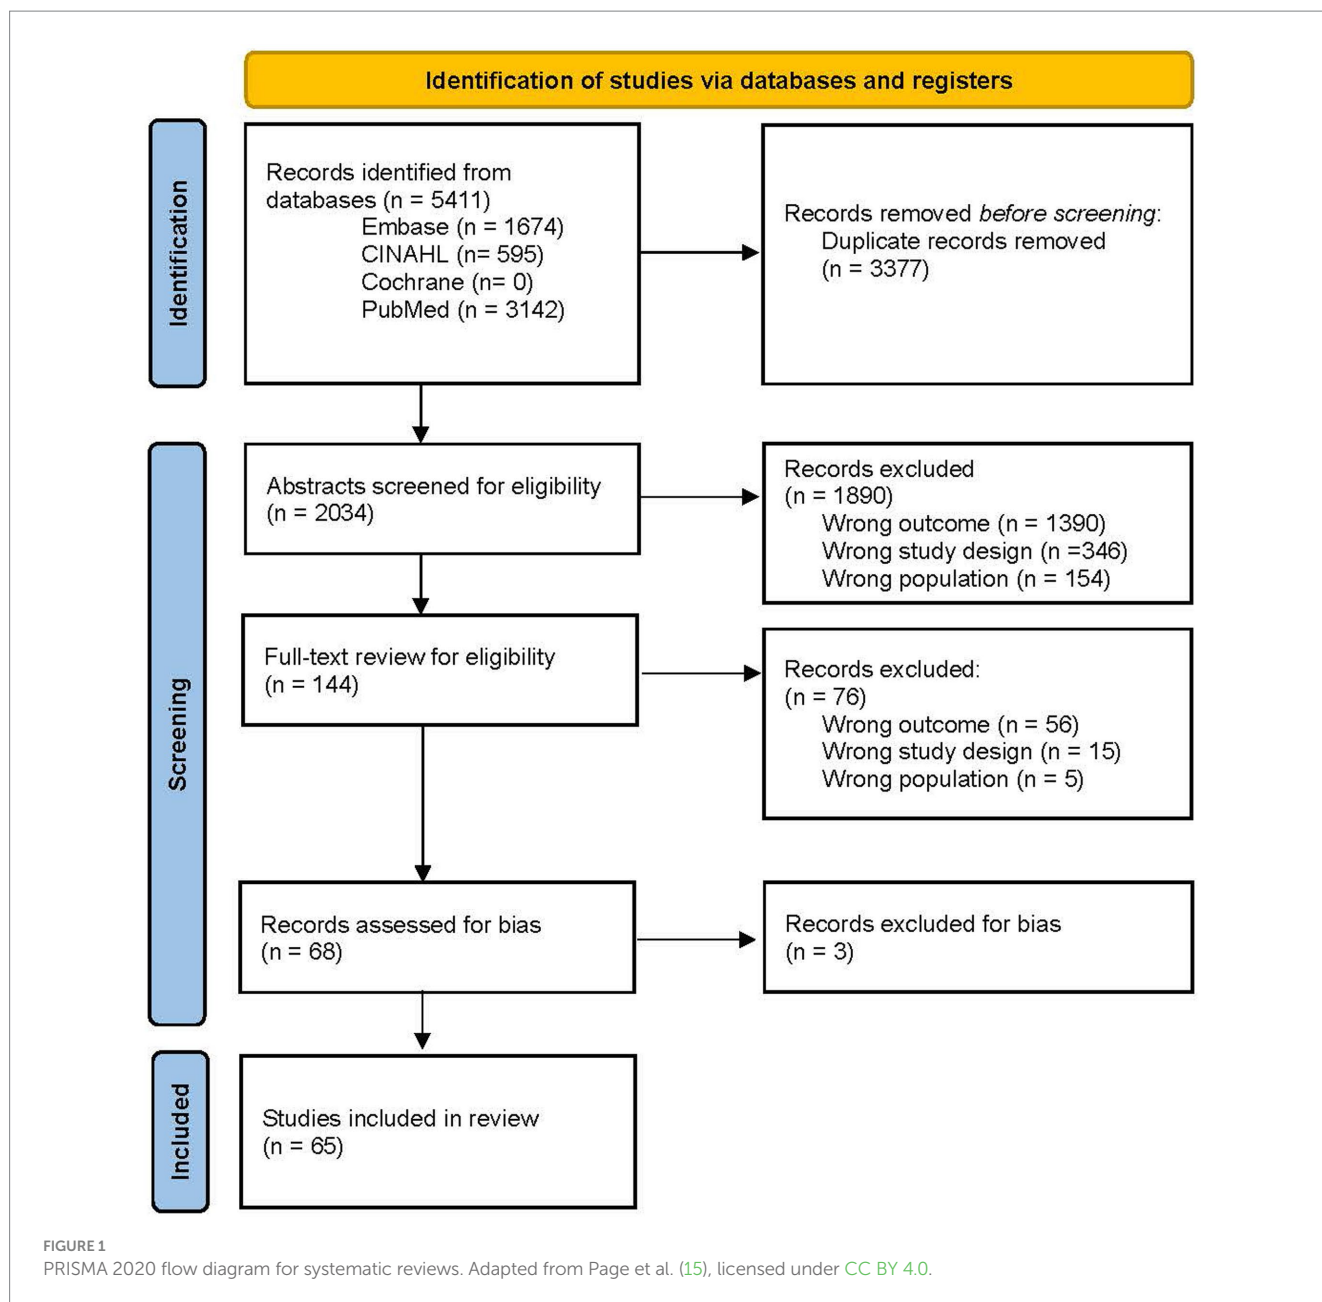 Identification of studies via databases and registers
Identification
Records identified from
databases (n = 5411)
Embase (n = 1674)
CINAHL (n= 595)
Cochrane (n= 0)
PubMed (n = 3142)
Records removed before screening:
Duplicate records removed
(n = 3377)
Screening
Abstracts screened for eligibility
(n = 2034)
Records excluded
(n = 1890)
Wrong outcome (n = 1390)
Wrong study design (n =346)
Wrong population (n = 154)
Full-text review for eligibility
(n = 144)
Records excluded:
(n = 76)
Wrong outcome (n = 56)
Wrong study design (n = 15)
Wrong population (n = 5)
Records assessed for bias
(n = 68)
Records excluded for bias
(n = 3)
Included
Studies included in review
(n = 65)
FIGURE 1
PRISMA 2020 flow diagram for systematic reviews. Adapted from Page et al. (15), licensed under CC BY 4.0.